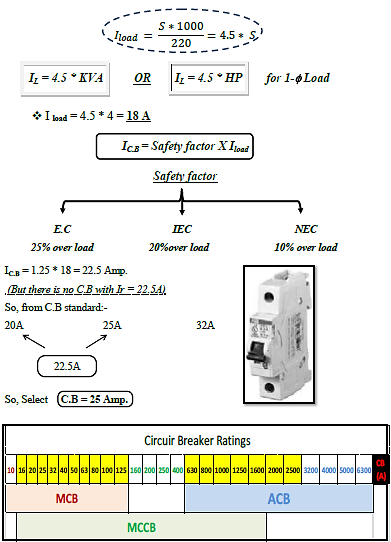 I_load = S * 1000 / 220 = 4.5 * S
I_L = 4.5 * KVA OR I_L = 4.5 * HP for 1-ϕ Load
❖ I load = 4.5 * 4 = 18 A
I_C.B = Safety factor X I_load
Safety factor
E.C IEC NEC
25% over load 20%over load 10% over load
I_C.B = 1.25 * 18 = 22.5 Amp.
(But there is no C.B with Ir = 22.5A)
So, from C.B standard:-
20A 25A 32A
22.5A
So, Select C.B = 25 Amp.
Circuir Breaker Ratings
10 16 20 25 32 40 50 63 80 100 125 160 200 250 400 630 800 1000 1250 1600 2000 2500 3200 4000 5000 6300 CB (A)
MCB ACB
MCCB